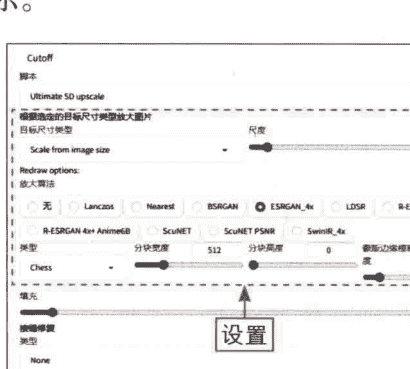 示。
Cutoff
脚本
Ultimate SD upscale
根据选定的目标尺寸类型放大图片
目标尺寸类型
尺度
Scale from image size
Redraw options:
放大算法
无 Lanczos Nearest BSRGAN ESRGAN_4x LDSR R-E
R-ESRGAN 4x+ Anime6B ScuNET ScuNET PSNR SwinIR_4x
类型 分块宽度 512 分块高度 0
度
Chess
填充
设置
接缝修复
类型
None